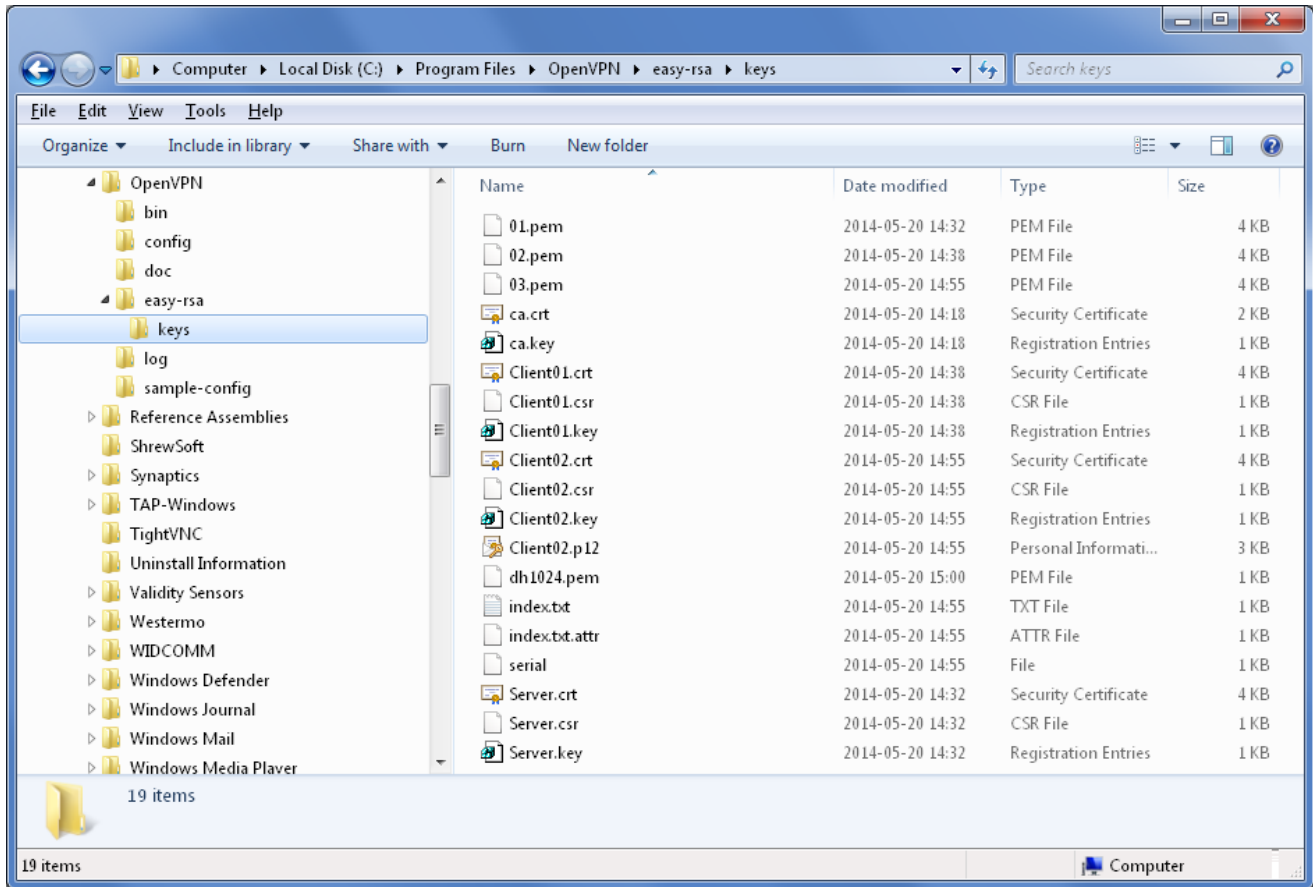 Computer Local Disk (C:) Program Files OpenVPN easy-rsa keys Search keys
File Edit View Tools Help
Organize Include in library Share with Burn New folder
OpenVPN
bin
config
doc
easy-rsa
keys
log
sample-config
Reference Assemblies
ShrewSoft
Synaptics
TAP-Windows
TightVNC
Uninstall Information
Validity Sensors
Westermo
WIDCOMM
Windows Defender
Windows Journal
Windows Mail
Windows Media Player
Name Date modified Type Size
01.pem 2014-05-20 14:32 PEM File 4 KB
02.pem 2014-05-20 14:38 PEM File 4 KB
03.pem 2014-05-20 14:55 PEM File 4 KB
ca.crt 2014-05-20 14:18 Security Certificate 2 KB
ca.key 2014-05-20 14:18 Registration Entries 1 KB
Client01.crt 2014-05-20 14:38 Security Certificate 4 KB
Client01.csr 2014-05-20 14:38 CSR File 1 KB
Client01.key 2014-05-20 14:38 Registration Entries 1 KB
Client02.crt 2014-05-20 14:55 Security Certificate 4 KB
Client02.csr 2014-05-20 14:55 CSR File 1 KB
Client02.key 2014-05-20 14:55 Registration Entries 1 KB
Client02.p12 2014-05-20 14:55 Personal Informati... 3 KB
dh1024.pem 2014-05-20 15:00 PEM File 1 KB
index.txt 2014-05-20 14:55 TXT File 1 KB
index.txt.attr 2014-05-20 14:55 ATTR File 1 KB
serial 2014-05-20 14:55 File 1 KB
Server.crt 2014-05-20 14:32 Security Certificate 4 KB
Server.csr 2014-05-20 14:32 CSR File 1 KB
Server.key 2014-05-20 14:32 Registration Entries 1 KB
19 items
19 items Computer